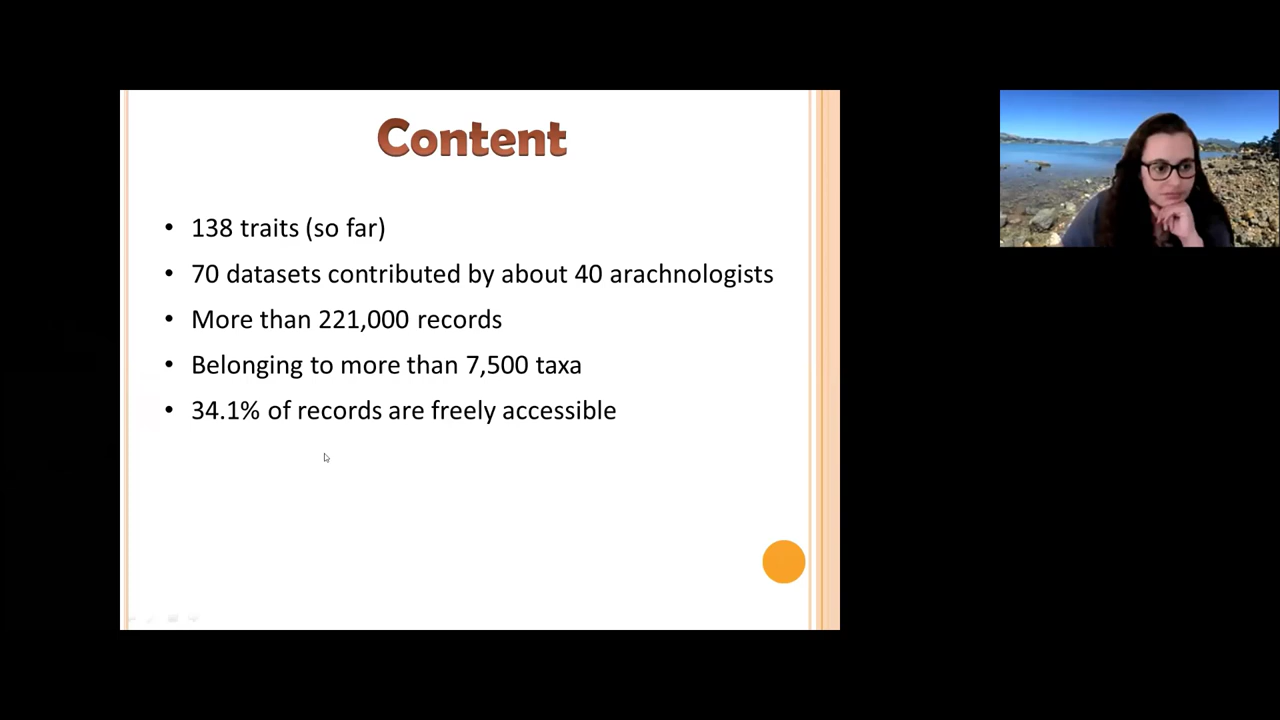 Content
• 138 traits (so far)
• 70 datasets contributed by about 40 arachnologists
• More than 221,000 records
• Belonging to more than 7,500 taxa
• 34.1% of records are freely accessible